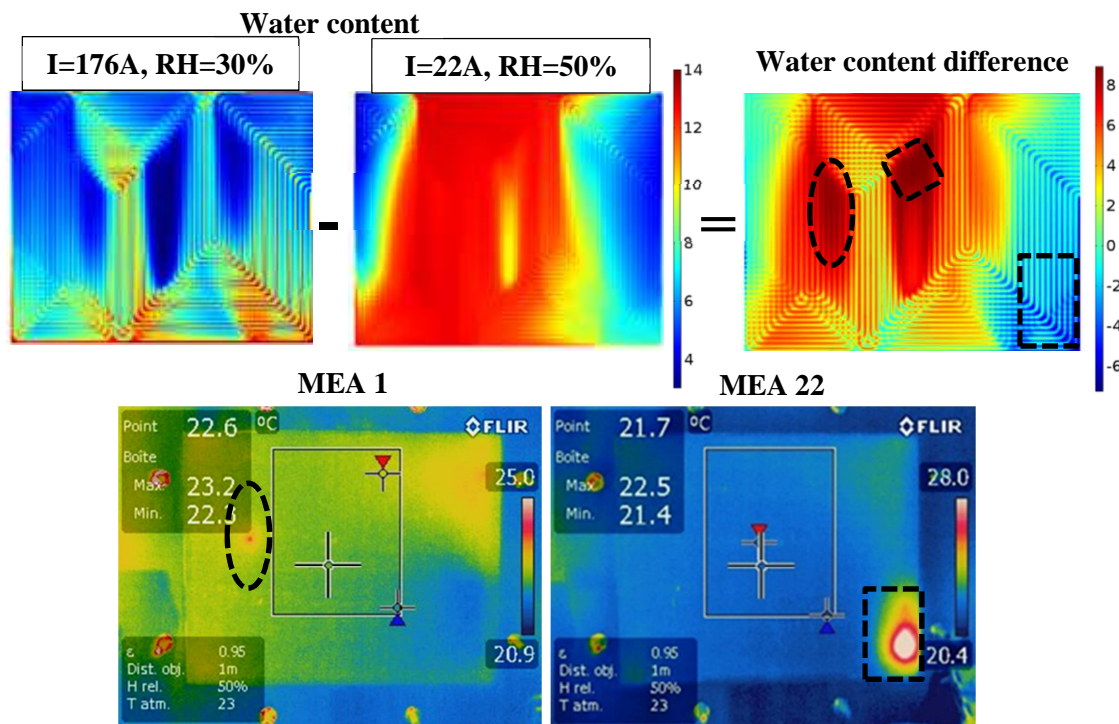 Water content
I=176A, RH=30%
I=22A, RH=50%
Water content difference
14
12
10
8
6
4
-
=
8
6
4
2
0
-2
-4
-6
MEA 1
MEA 22
Point 22.6 °C
Boîte
Max. 23.2
Min. 22.3
FLIR
25.0
20.9
ε 0.95
Dist. obj. 1m
H rel. 50%
T atm. 23
Point 21.7 °C
Boîte
Max. 22.5
Min. 21.4
FLIR
28.0
20.4
ε 0.95
Dist. obj. 1m
H rel. 50%
T atm. 23